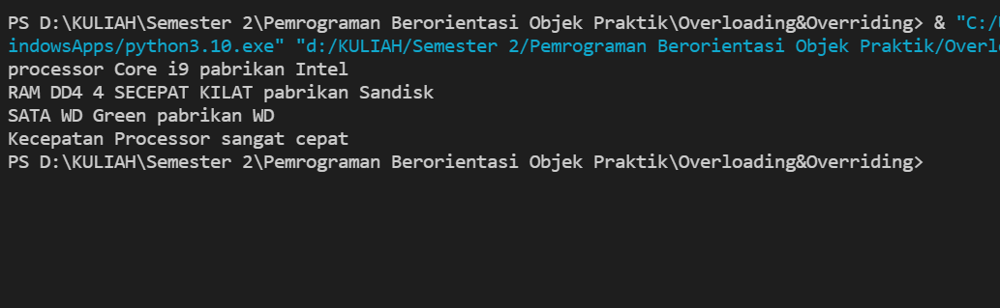 PS D:\KULIAH\Semester 2\Pemrograman Berorientasi Objek Praktik\Overloading&Overriding> & "C:/
indowsApps/python3.10.exe" "d:/KULIAH/Semester 2/Pemrograman Berorientasi Objek Praktik/Overl
processor Core i9 pabrikan Intel
RAM DD4 4 SECEPAT KILAT pabrikan Sandisk
SATA WD Green pabrikan WD
Kecepatan Processor sangat cepat
PS D:\KULIAH\Semester 2\Pemrograman Berorientasi Objek Praktik\Overloading&Overriding>